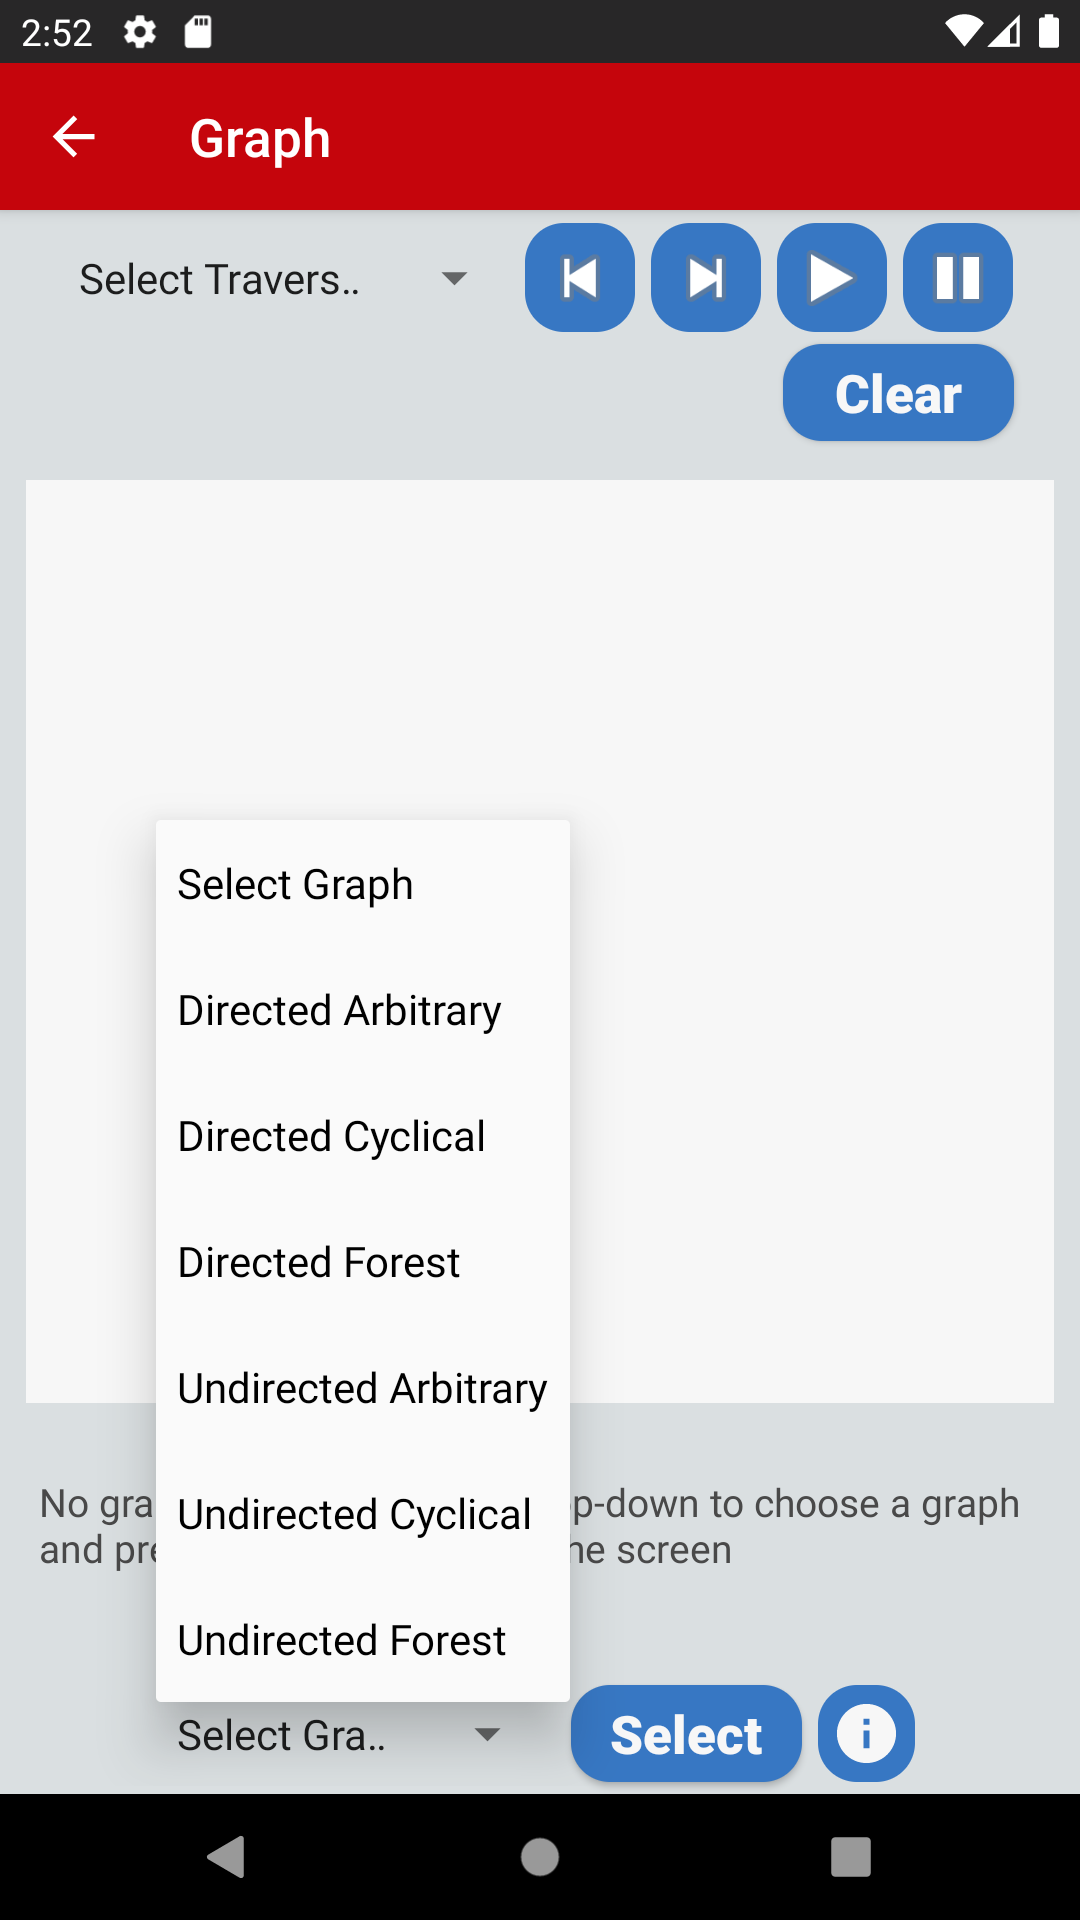 2:52
Graph
Select Travers..
Clear
Select Graph
Directed Arbitrary
Directed Cyclical
Directed Forest
Undirected Arbitrary
No gra p-down to choose a graph
Undirected Cyclical
and pre he screen
Undirected Forest
Select Gra..
Select
i